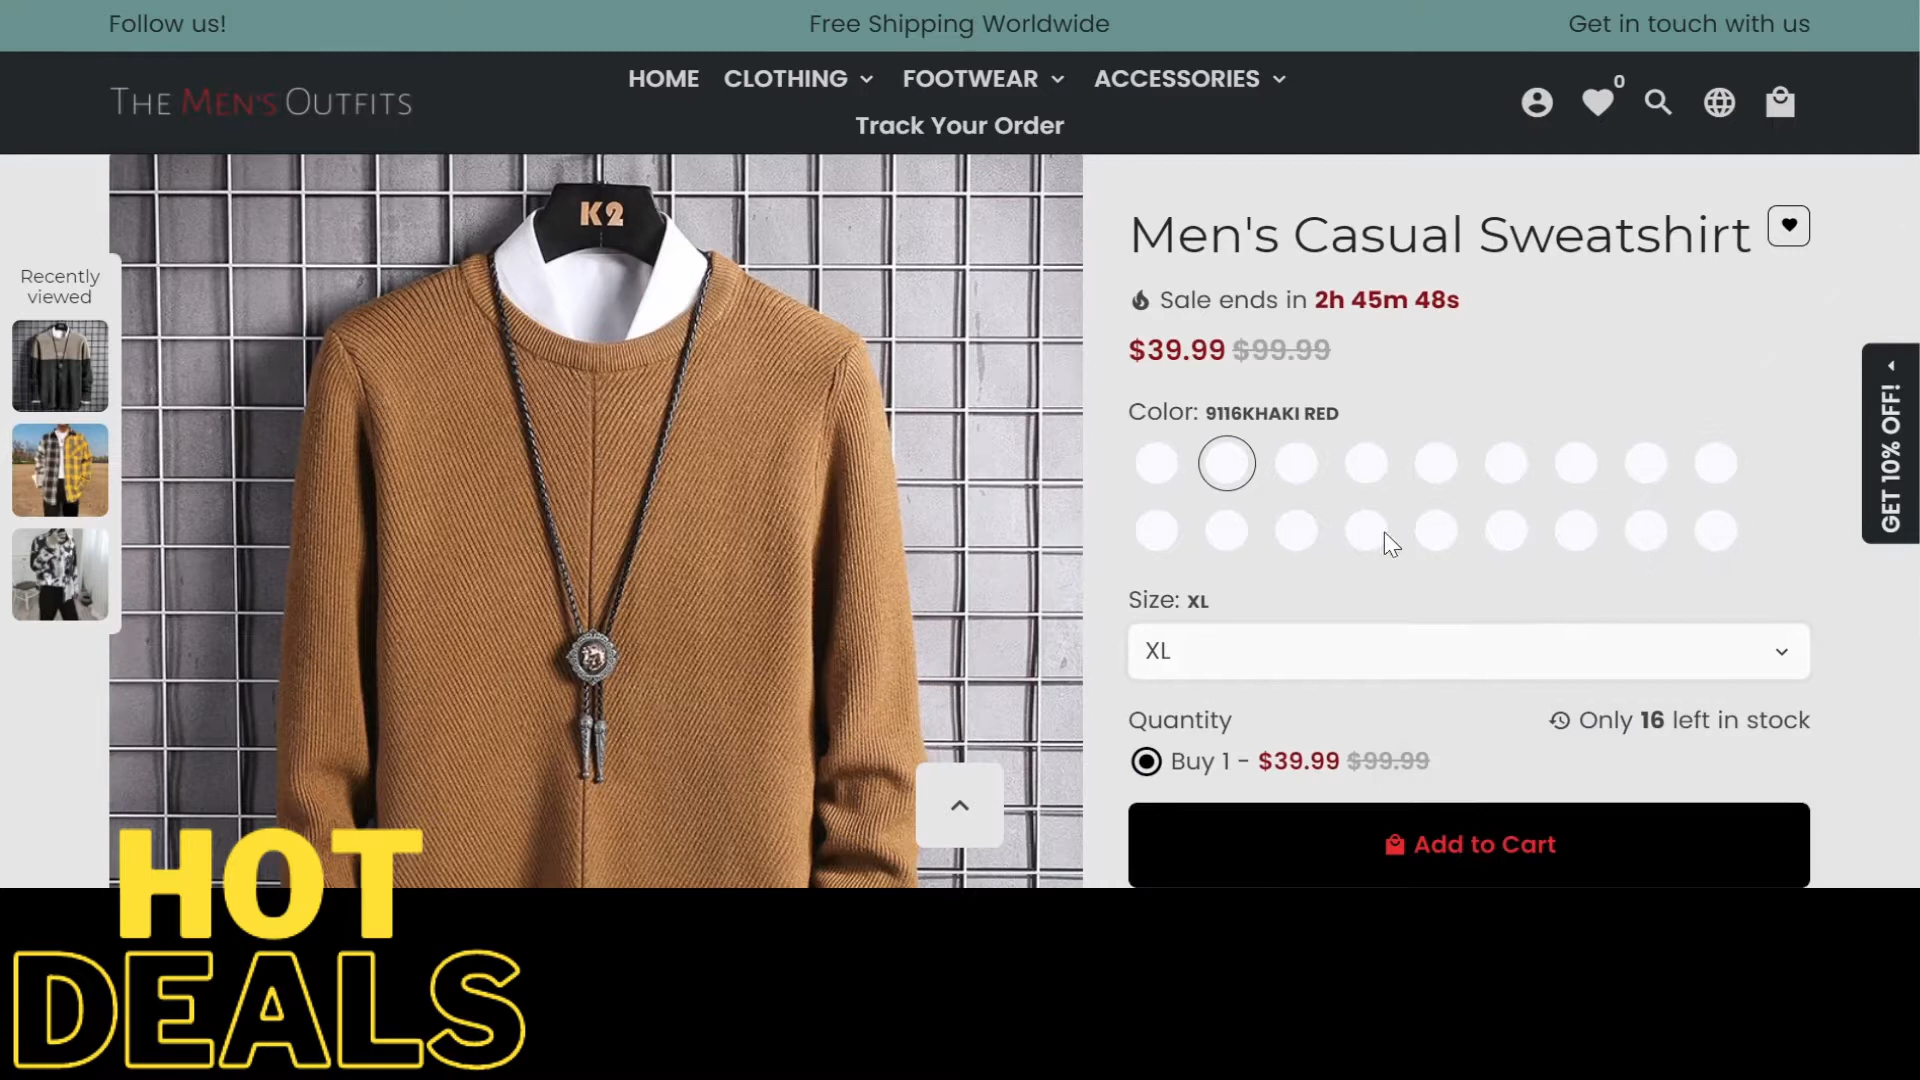 Follow us!
Free Shipping Worldwide
Get in touch with us
THE MEN'S OUTFITS
HOME CLOTHING FOOTWEAR ACCESSORIES
Track Your Order
0
K2
Recently
viewed
Men's Casual Sweatshirt
Sale ends in 2h 45m 48s
$39.99 $99.99
Color: 9116KHAKI RED
Size: XL
XL
Quantity
Only 16 left in stock
Buy 1 - $39.99 $99.99
Add to Cart
GET 10% OFF!
HOT
DEALS